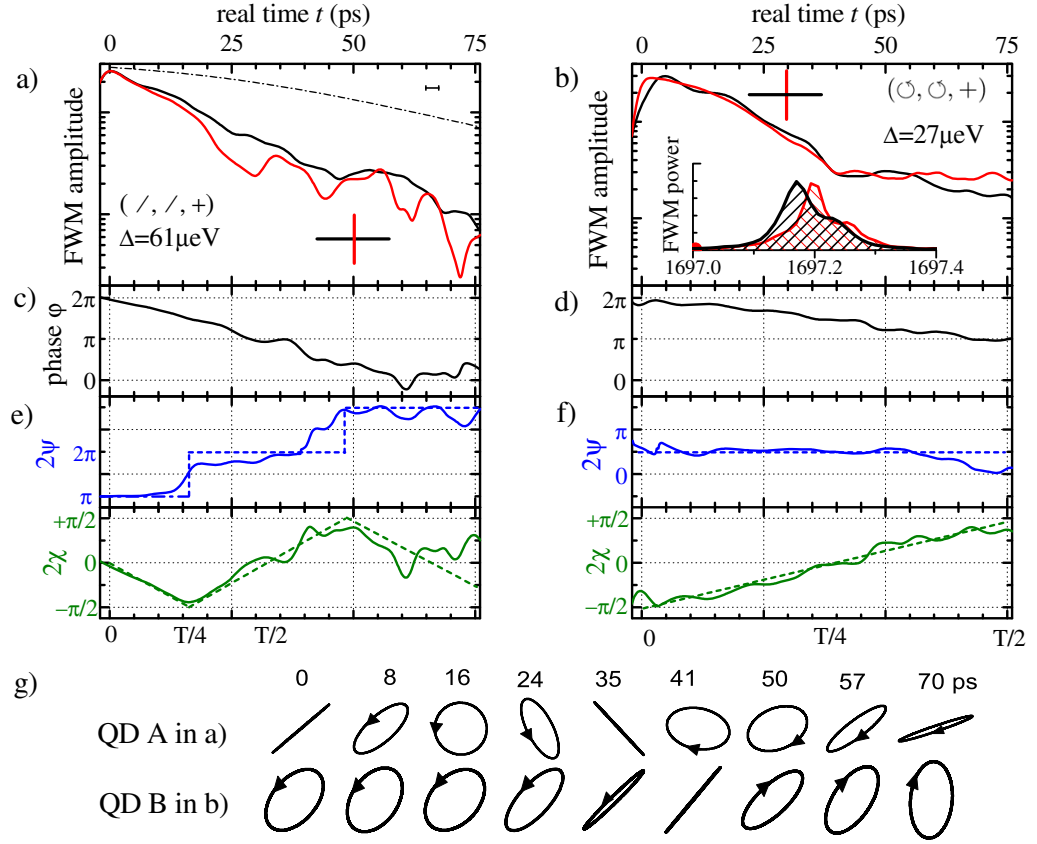 real time t (ps)
real time t (ps)
0 25 50 75
0 25 50 75
a)
FWM amplitude
( ∕, ∕, +)
Δ=61μeV
b)
FWM amplitude
(↺, ↺, +)
Δ=27μeV
FWM power
1697.0 1697.2 1697.4
c)
phase φ
2π
π
0
d)
2π
π
0
e)
2ψ
2π
π
f)
2ψ
π
0
2χ
+π/2
0
−π/2
2χ
+π/2
0
−π/2
0 T/4 T/2
0 T/4 T/2
g)
0 8 16 24 35 41 50 57 70 ps
QD A in a)
QD B in b)